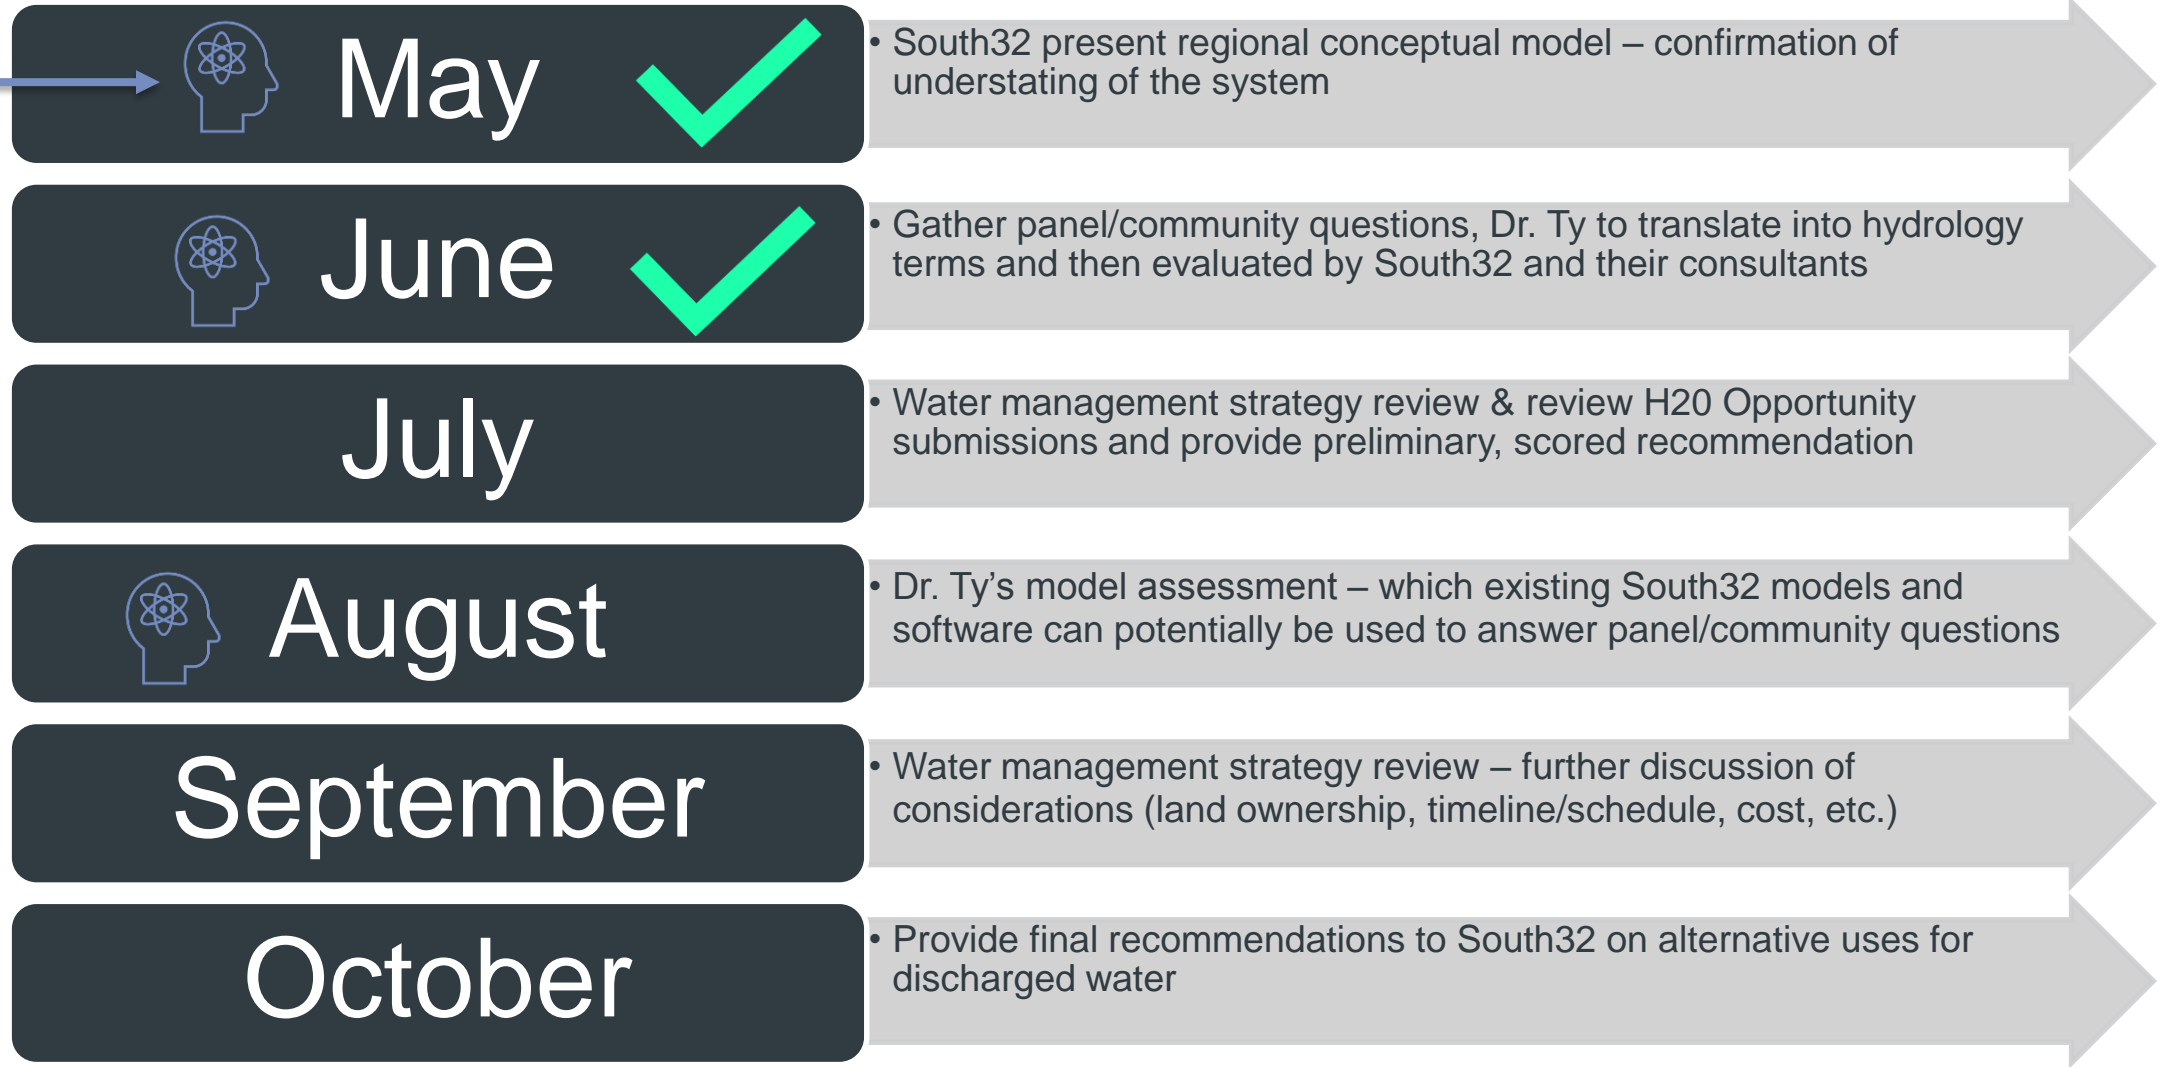 May
• South32 present regional conceptual model – confirmation of
understating of the system
June
• Gather panel/community questions, Dr. Ty to translate into hydrology
terms and then evaluated by South32 and their consultants
July
• Water management strategy review & review H20 Opportunity
submissions and provide preliminary, scored recommendation
August
• Dr. Ty’s model assessment – which existing South32 models and
software can potentially be used to answer panel/community questions
September
• Water management strategy review – further discussion of
considerations (land ownership, timeline/schedule, cost, etc.)
October
• Provide final recommendations to South32 on alternative uses for
discharged water